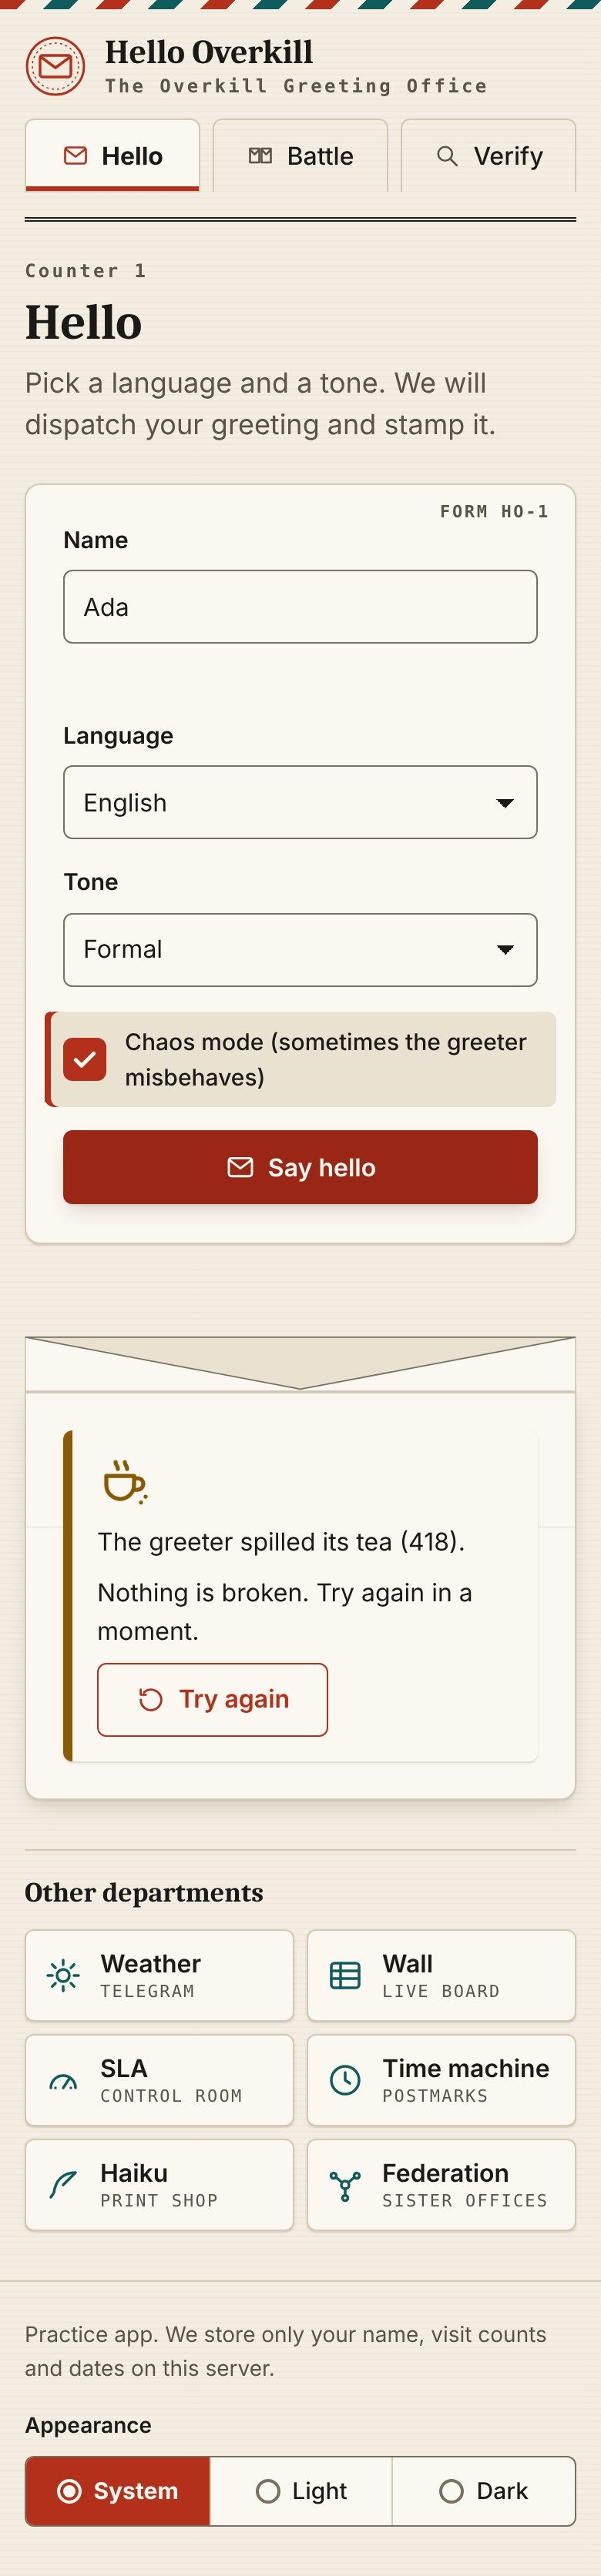 Hello Overkill
The Overkill Greeting Office
Hello
Battle
Verify
Counter 1
Hello
Pick a language and a tone. We will
dispatch your greeting and stamp it.
FORM HO-1
Name
Ada
Language
English
Tone
Formal
Chaos mode (sometimes the greeter
misbehaves)
Say hello
The greeter spilled its tea (418).
Nothing is broken. Try again in a
moment.
Try again
Other departments
Weather
TELEGRAM
Wall
LIVE BOARD
SLA
CONTROL ROOM
Time machine
POSTMARKS
Haiku
PRINT SHOP
Federation
SISTER OFFICES
Practice app. We store only your name, visit counts
and dates on this server.
Appearance
System
Light
Dark